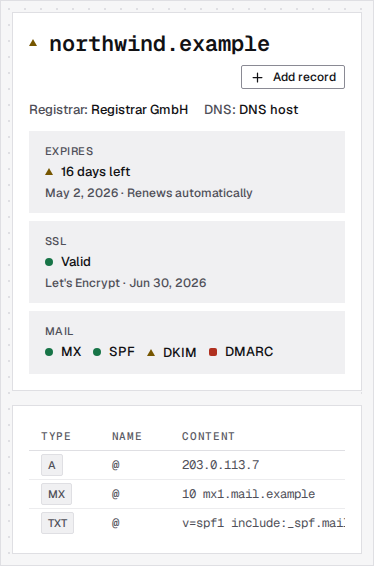 northwind.example
+ Add record
Registrar: Registrar GmbH DNS: DNS host
EXPIRES
16 days left
May 2, 2026 · Renews automatically
SSL
Valid
Let's Encrypt · Jun 30, 2026
MAIL
MX SPF DKIM DMARC
TYPE NAME CONTENT
A @ 203.0.113.7
MX @ 10 mx1.mail.example
TXT @ v=spf1 include:_spf.mail